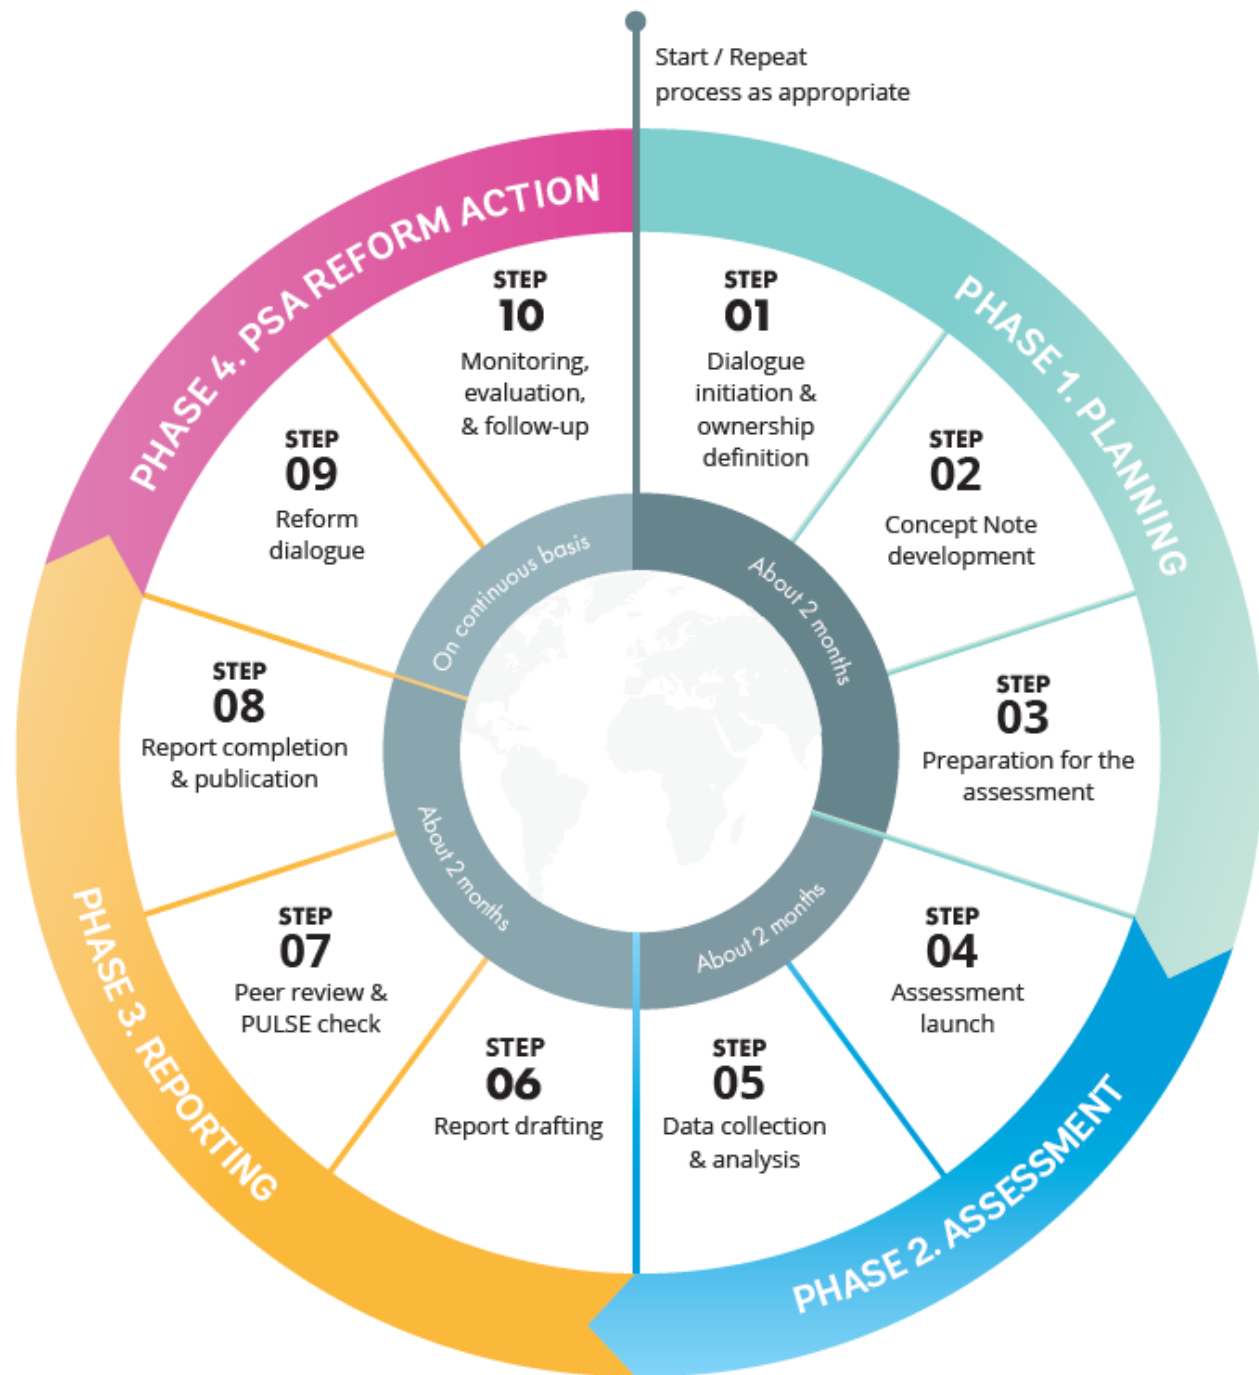 Start / Repeat
process as appropriate
PHASE 1. PLANNING
STEP
01
Dialogue
initiation &
ownership
definition
STEP
02
Concept Note
development
STEP
03
Preparation for the
assessment
About 2 months
PHASE 2. ASSESSMENT
STEP
04
Assessment
launch
STEP
05
Data collection
& analysis
About 2 months
PHASE 3. REPORTING
STEP
06
Report drafting
STEP
07
Peer review &
PULSE check
STEP
08
Report completion
& publication
About 2 months
PHASE 4. PSA REFORM ACTION
STEP
09
Reform
dialogue
STEP
10
Monitoring,
evaluation,
& follow-up
On continuous basis